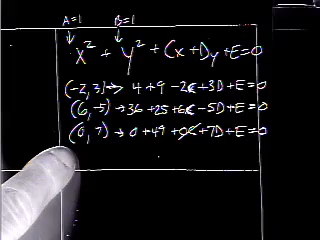 A=1 B=1
x² + y² + Cx + Dy + E = 0
(-2, 3) → 4 + 9 - 2C + 3D + E = 0
(6, -5) → 36 + 25 + 6C - 5D + E = 0
(0, 7) → 0 + 49 + 0C + 7D + E = 0